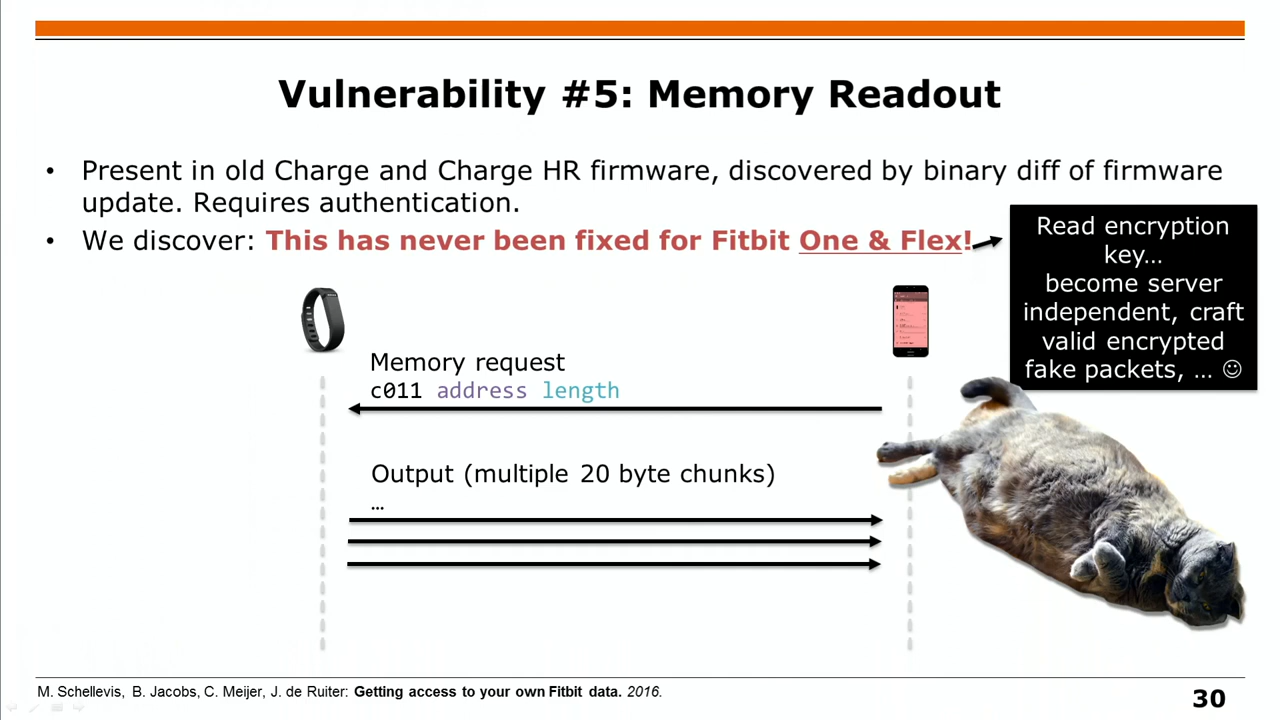 Vulnerability #5: Memory Readout
• Present in old Charge and Charge HR firmware, discovered by binary diff of firmware
update. Requires authentication.
• We discover: This has never been fixed for Fitbit One & Flex!
Read encryption
key…
become server
independent, craft
valid encrypted
fake packets, … ☺
Memory request
c011 address length
Output (multiple 20 byte chunks)
…
M. Schellevis, B. Jacobs, C. Meijer, J. de Ruiter: Getting access to your own Fitbit data. 2016.
30